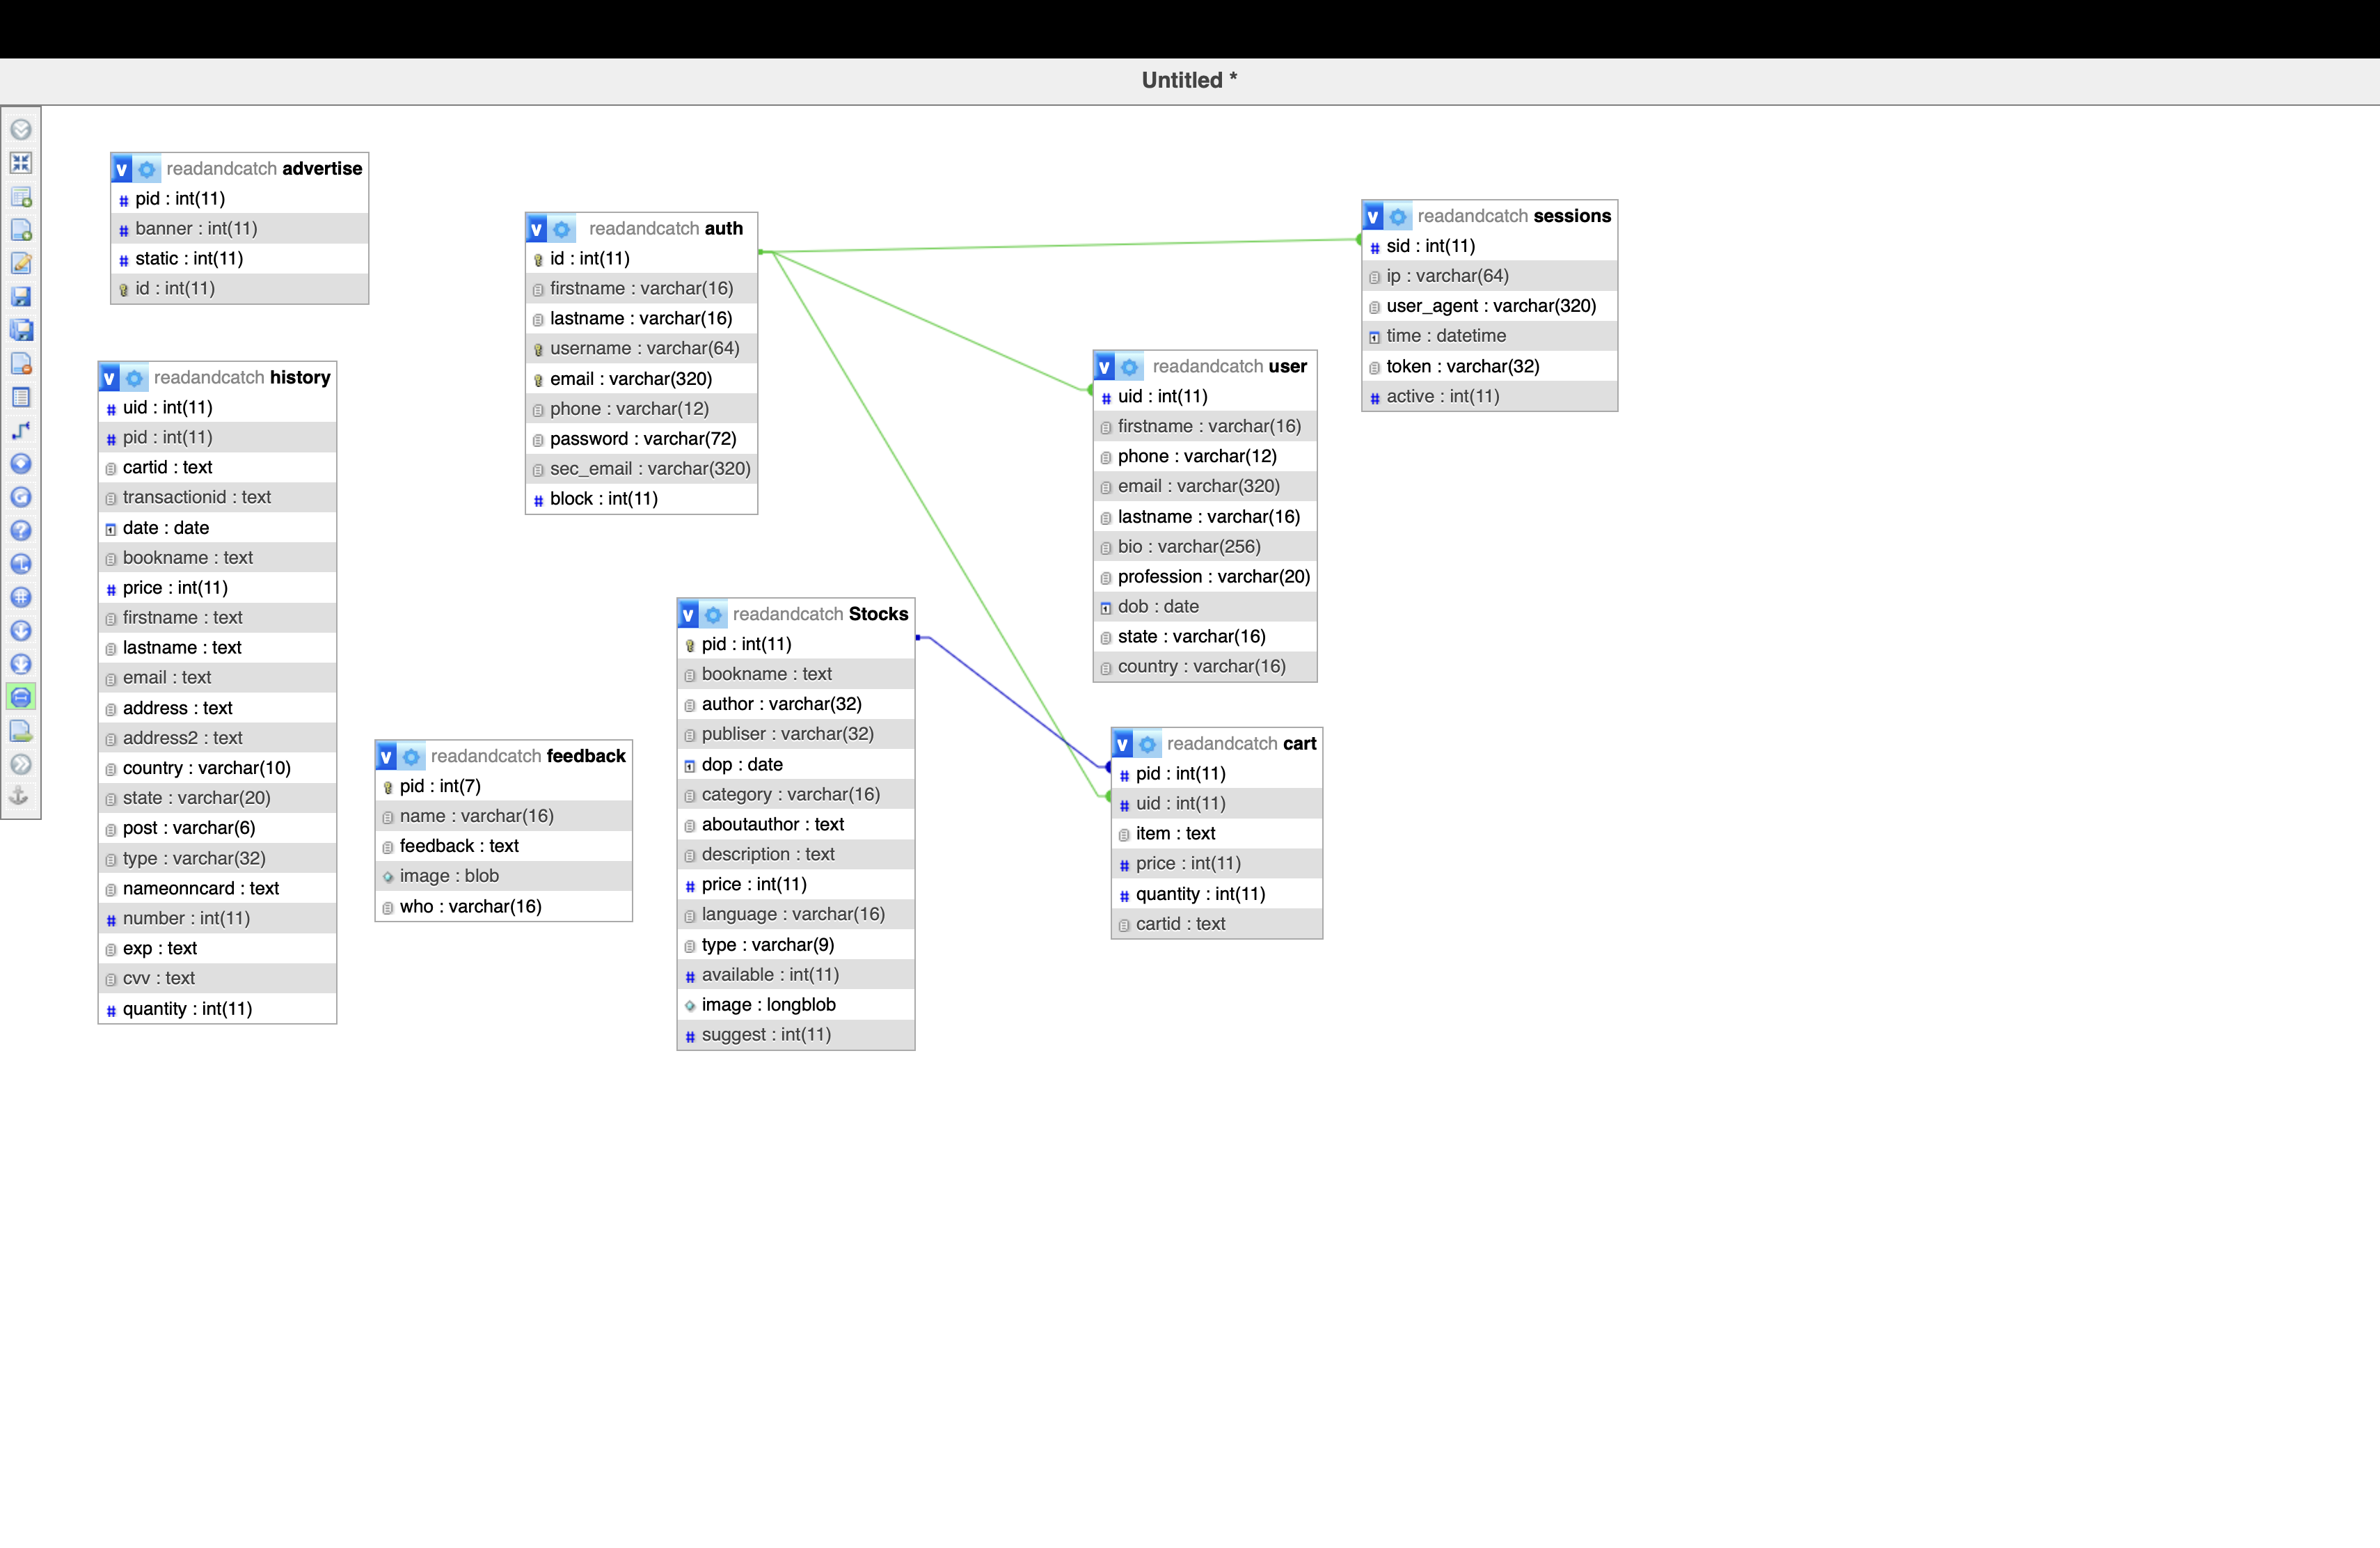 Untitled *
readandcatch advertise
pid : int(11)
banner : int(11)
static : int(11)
id : int(11)
readandcatch history
uid : int(11)
pid : int(11)
cartid : text
transactionid : text
date : date
bookname : text
price : int(11)
firstname : text
lastname : text
email : text
address : text
address2 : text
country : varchar(10)
state : varchar(20)
post : varchar(6)
type : varchar(32)
nameonncard : text
number : int(11)
exp : text
cvv : text
quantity : int(11)
readandcatch feedback
pid : int(7)
name : varchar(16)
feedback : text
image : blob
who : varchar(16)
readandcatch auth
id : int(11)
firstname : varchar(16)
lastname : varchar(16)
username : varchar(64)
email : varchar(320)
phone : varchar(12)
password : varchar(72)
sec_email : varchar(320)
block : int(11)
readandcatch Stocks
pid : int(11)
bookname : text
author : varchar(32)
publiser : varchar(32)
dop : date
category : varchar(16)
aboutauthor : text
description : text
price : int(11)
language : varchar(16)
type : varchar(9)
available : int(11)
image : longblob
suggest : int(11)
readandcatch user
uid : int(11)
firstname : varchar(16)
phone : varchar(12)
email : varchar(320)
lastname : varchar(16)
bio : varchar(256)
profession : varchar(20)
dob : date
state : varchar(16)
country : varchar(16)
readandcatch cart
pid : int(11)
uid : int(11)
item : text
price : int(11)
quantity : int(11)
cartid : text
readandcatch sessions
sid : int(11)
ip : varchar(64)
user_agent : varchar(320)
time : datetime
token : varchar(32)
active : int(11)